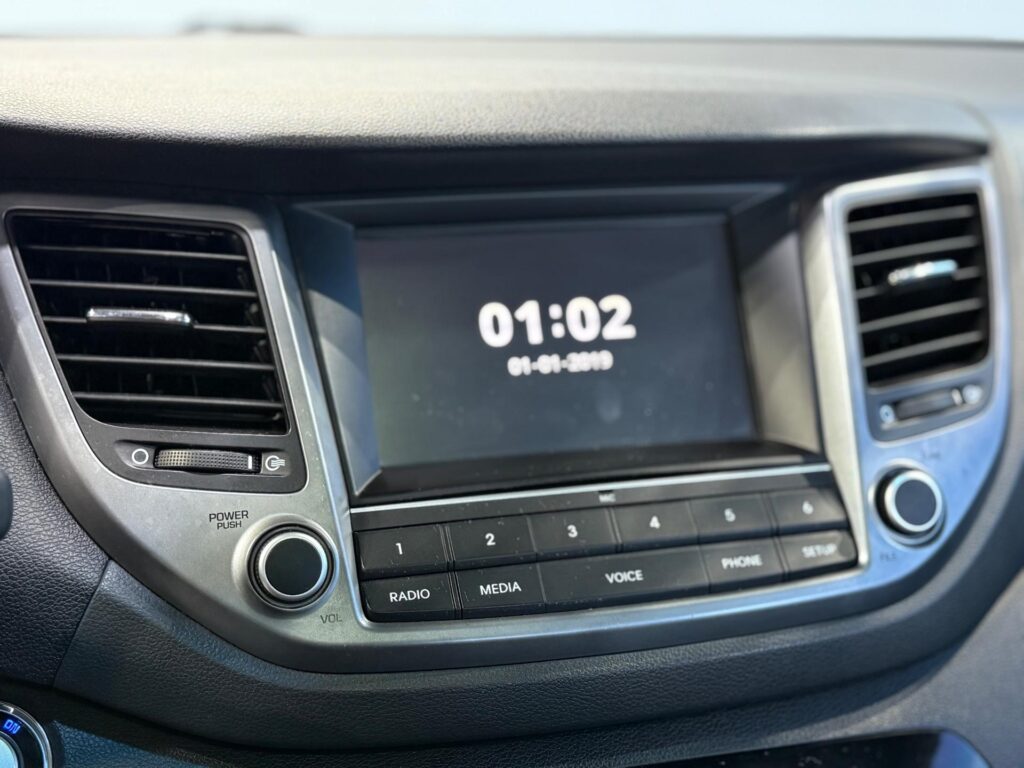 01:02
01-01-2019
POWER
PUSH
VOL
1 2 3 4 5 6
RADIO MEDIA VOICE PHONE SETUP
ON